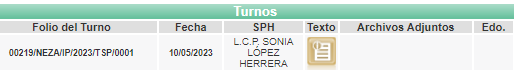 Turnos
Folio del Turno Fecha SPH Texto Archivos Adjuntos Edo.
00219/NEZA/IP/2023/TSP/0001 10/05/2023 L.C.P. SONIA
LÓPEZ
HERRERA